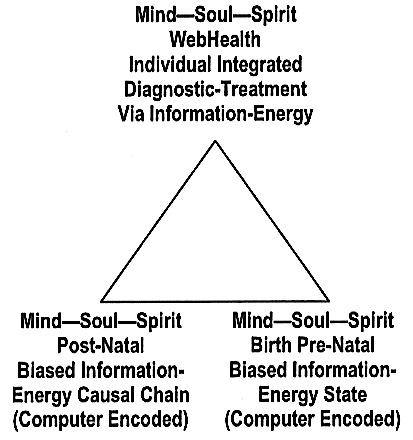 Mind—Soul—Spirit
WebHealth
Individual Integrated
Diagnostic-Treatment
Via Information-Energy
Mind—Soul—Spirit
Post-Natal
Biased Information-
Energy Causal Chain
(Computer Encoded)
Mind—Soul—Spirit
Birth Pre-Natal
Biased Information-
Energy State
(Computer Encoded)